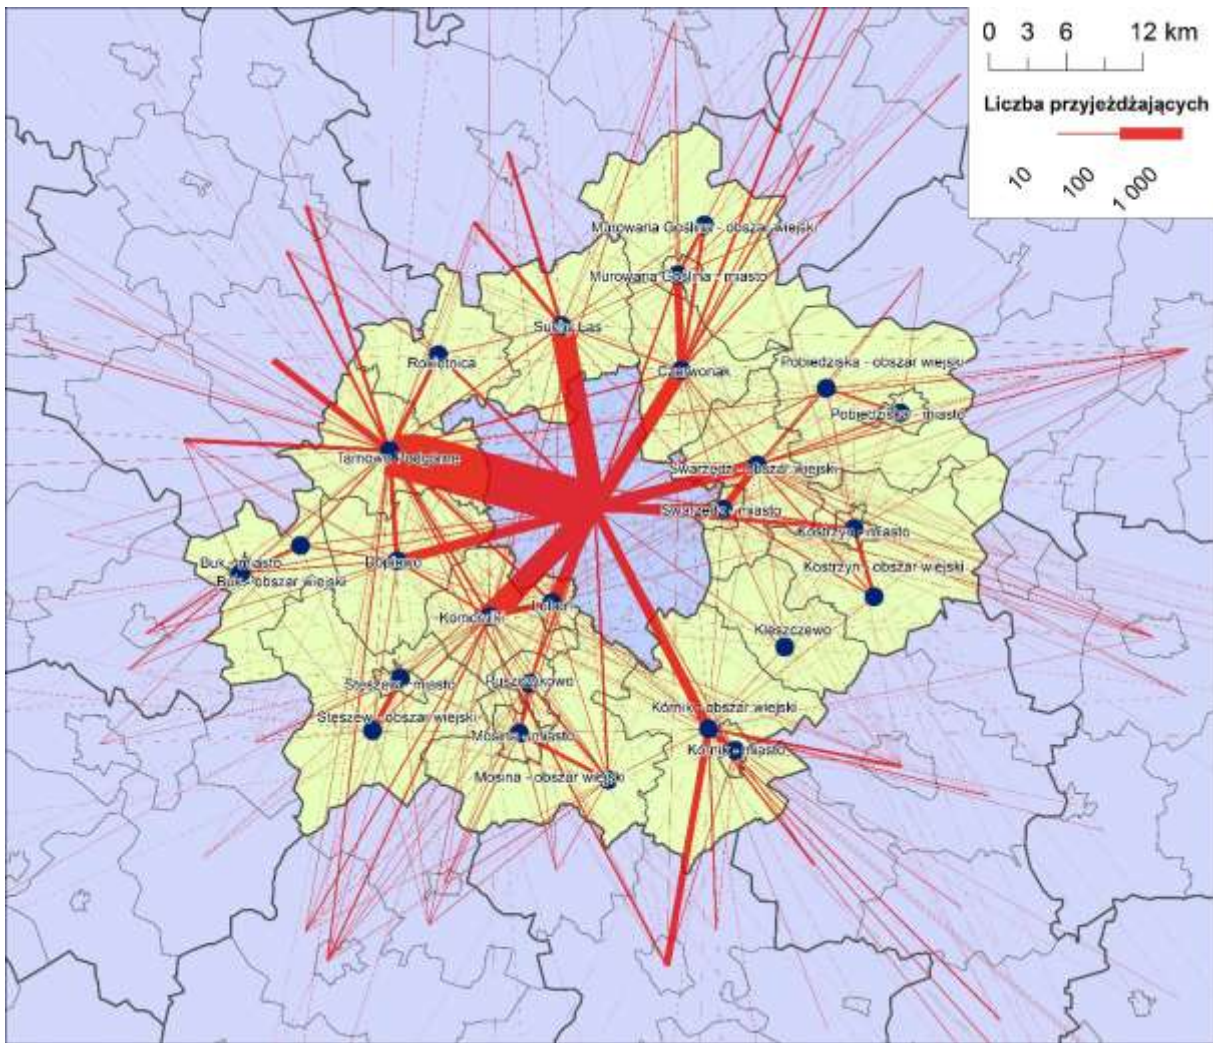 0 3 6 12 km
Liczba przyjeżdżających
10 100 1 000
Murowana Goślina - obszar wiejski
Murowana Goślina - miasto
Suchy Las
Rokietnica
Czerwonak
Pobiedziska - obszar wiejski
Pobiedziska - miasto
Tarnowo Podgórne
Swarzędz - obszar wiejski
Swarzędz - miasto
Kostrzyn - miasto
Buk - miasto
Dopiewo
Buk - obszar wiejski
Kostrzyn - obszar wiejski
Luboń
Komorniki
Kleszczewo
Stęszew - miasto
Puszczykowo
Kórnik - obszar wiejski
Stęszew - obszar wiejski
Mosina - miasto
Kórnik - miasto
Mosina - obszar wiejski